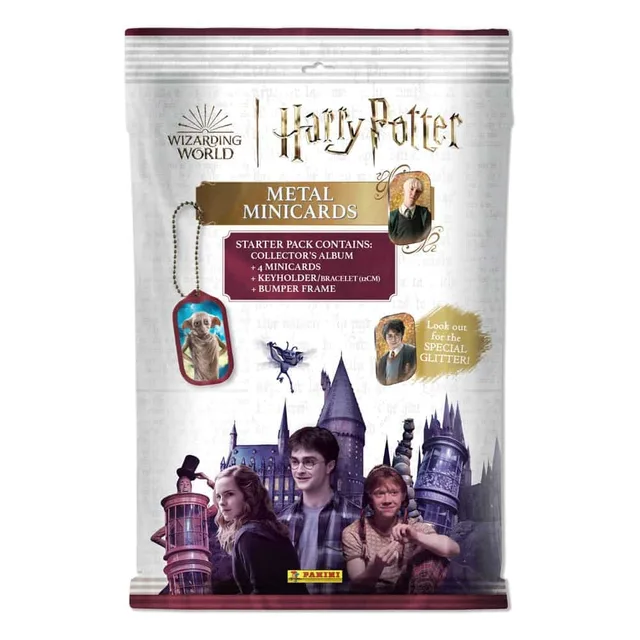 WIZARDING
WORLD
Harry Potter
METAL
MINICARDS
STARTER PACK CONTAINS:
COLLECTOR'S ALBUM
+ 4 MINICARDS
+ KEYHOLDER/BRACELET (12CM)
+ BUMPER FRAME
Look out
for the
SPECIAL
GLITTER!
PANINI